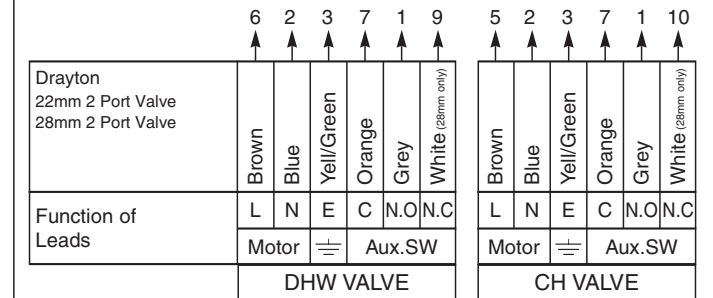 6 2 3 7 1 9 5 2 3 7 1 10
Drayton
22mm 2 Port Valve
28mm 2 Port Valve
Brown Blue Yell/Green Orange Grey White (28mm only) Brown Blue Yell/Green Orange Grey White (28mm only)
Function of
Leads
L N E C N.O N.C L N E C N.O N.C
Motor Aux.SW Motor Aux.SW
DHW VALVE CH VALVE